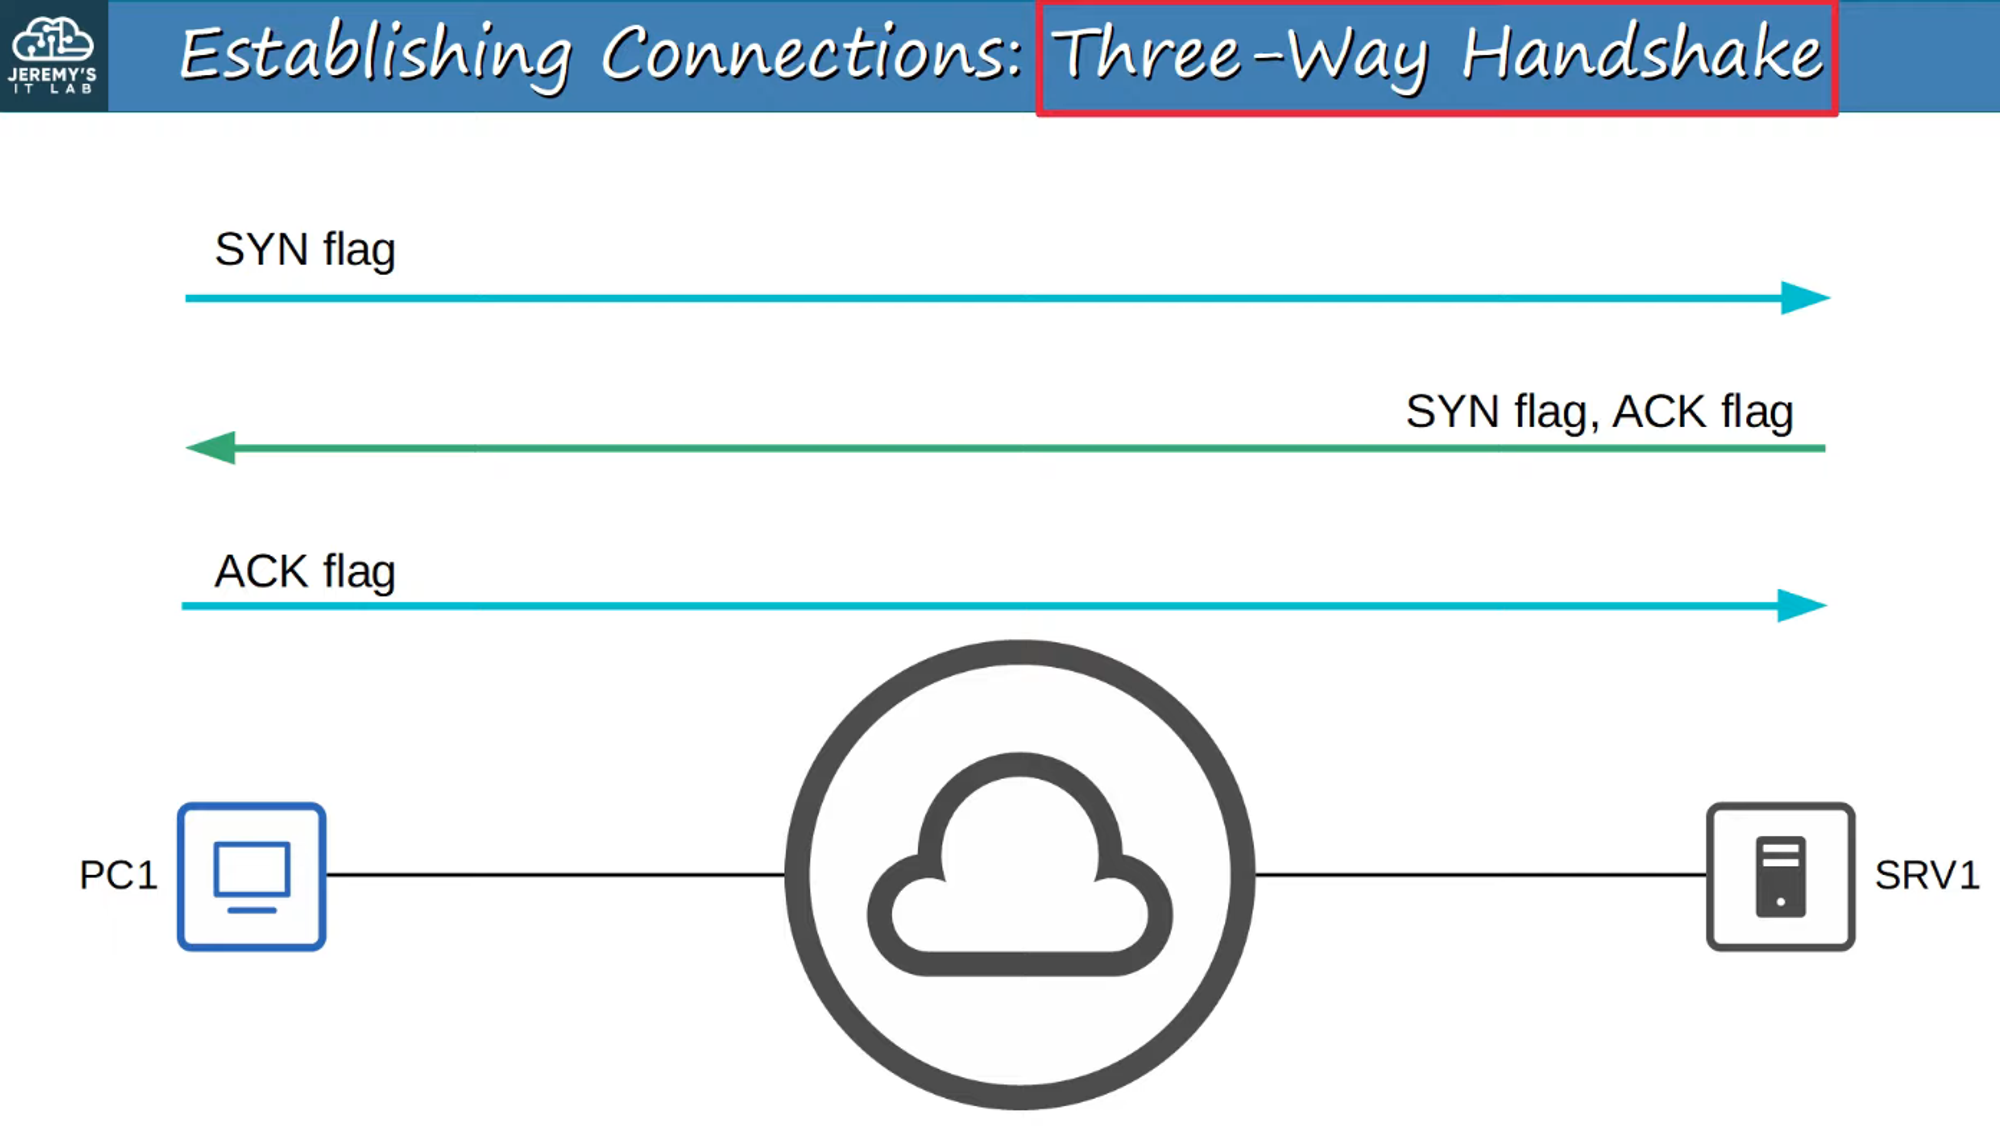 JEREMY'S
IT LAB
Establishing Connections: Three-Way Handshake
SYN flag
SYN flag, ACK flag
ACK flag
PC1
SRV1